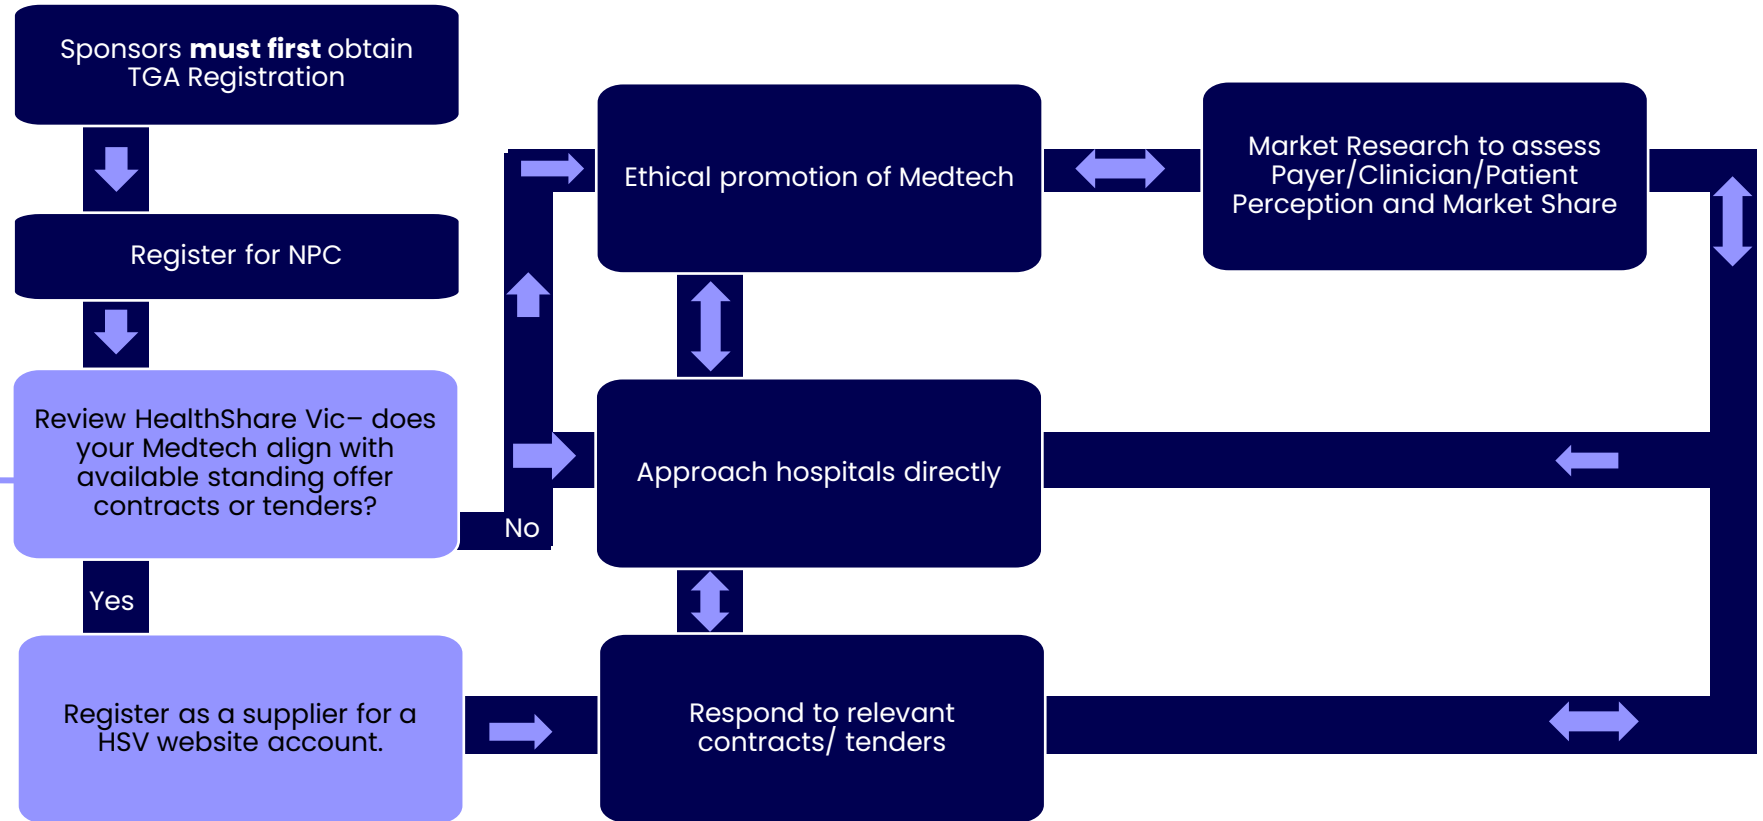 Sponsors must first obtain
TGA Registration
Register for NPC
Review HealthShare Vic– does
your Medtech align with
available standing offer
contracts or tenders?
No
Yes
Register as a supplier for a
HSV website account.
Ethical promotion of Medtech
Approach hospitals directly
Respond to relevant
contracts/ tenders
Market Research to assess
Payer/Clinician/Patient
Perception and Market Share